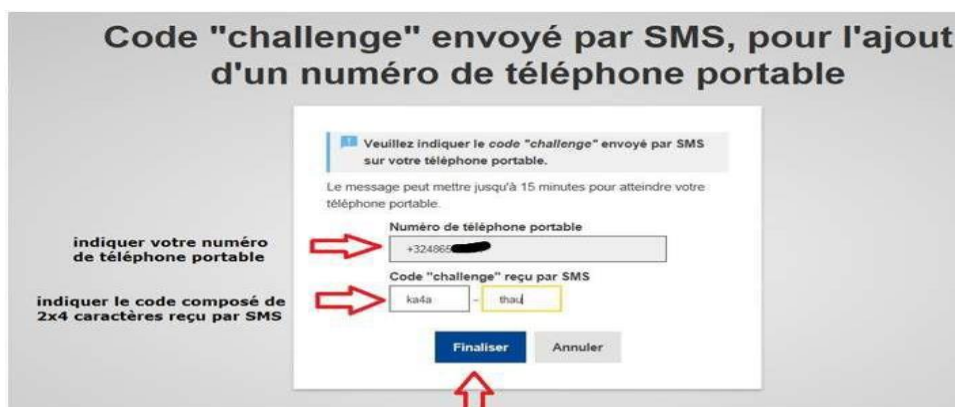 Code "challenge" envoyé par SMS, pour l'ajout
d'un numéro de téléphone portable
Veuillez indiquer le code "challenge" envoyé par SMS
sur votre téléphone portable.
Le message peut mettre jusqu'à 15 minutes pour atteindre votre
téléphone portable.
Numéro de téléphone portable
indiquer votre numéro
de téléphone portable
+324865
Code "challenge" reçu par SMS
indiquer le code composé de
2x4 caractères reçu par SMS
ka4a - thau
Finaliser Annuler